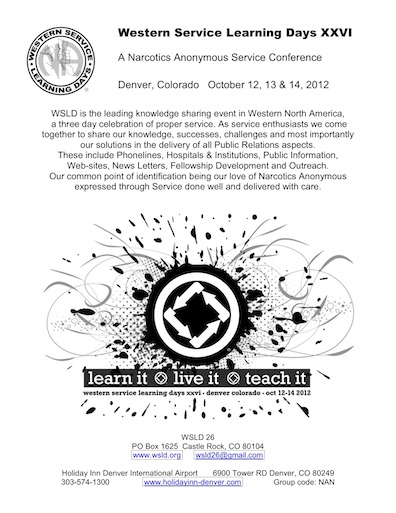 WESTERN SERVICE
LEARNING DAYS
NA
®
Western Service Learning Days XXVI
A Narcotics Anonymous Service Conference
Denver, Colorado October 12, 13 & 14, 2012
WSLD is the leading knowledge sharing event in Western North America,
a three day celebration of proper service. As service enthusiasts we come
together to share our knowledge, successes, challenges and most importantly
our solutions in the delivery of all Public Relations aspects.
These include Phonelines, Hospitals & Institutions, Public Information,
Web-sites, News Letters, Fellowship Development and Outreach.
Our common point of identification being our love of Narcotics Anonymous
expressed through Service done well and delivered with care.
learn it live it teach it
western service learning days xxvi · denver colorado · oct 12-14 2012
WSLD 26
PO Box 1625 Castle Rock, CO 80104
www.wsld.org wsld26@gmail.com
Holiday Inn Denver International Airport 6900 Tower RD Denver, CO 80249
303-574-1300 www.holidayinn-denver.com Group code: NAN